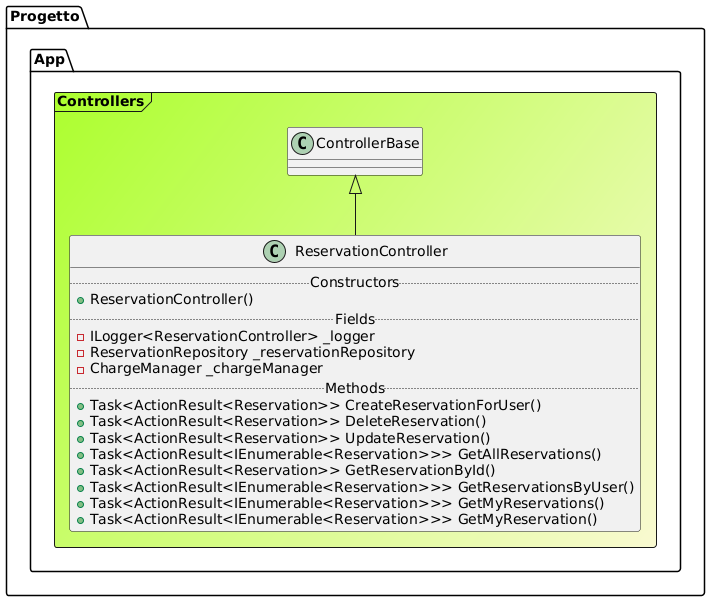 Progetto
App
Controllers
C ControllerBase
C ReservationController
Constructors
ReservationController()
Fields
ILogger<ReservationController> _logger
ReservationRepository _reservationRepository
ChargeManager _chargeManager
Methods
Task<ActionResult<Reservation>> CreateReservationForUser()
Task<ActionResult<Reservation>> DeleteReservation()
Task<ActionResult<Reservation>> UpdateReservation()
Task<ActionResult<IEnumerable<Reservation>>> GetAllReservations()
Task<ActionResult<Reservation>> GetReservationById()
Task<ActionResult<IEnumerable<Reservation>>> GetReservationsByUser()
Task<ActionResult<IEnumerable<Reservation>>> GetMyReservations()
Task<ActionResult<IEnumerable<Reservation>>> GetMyReservation()